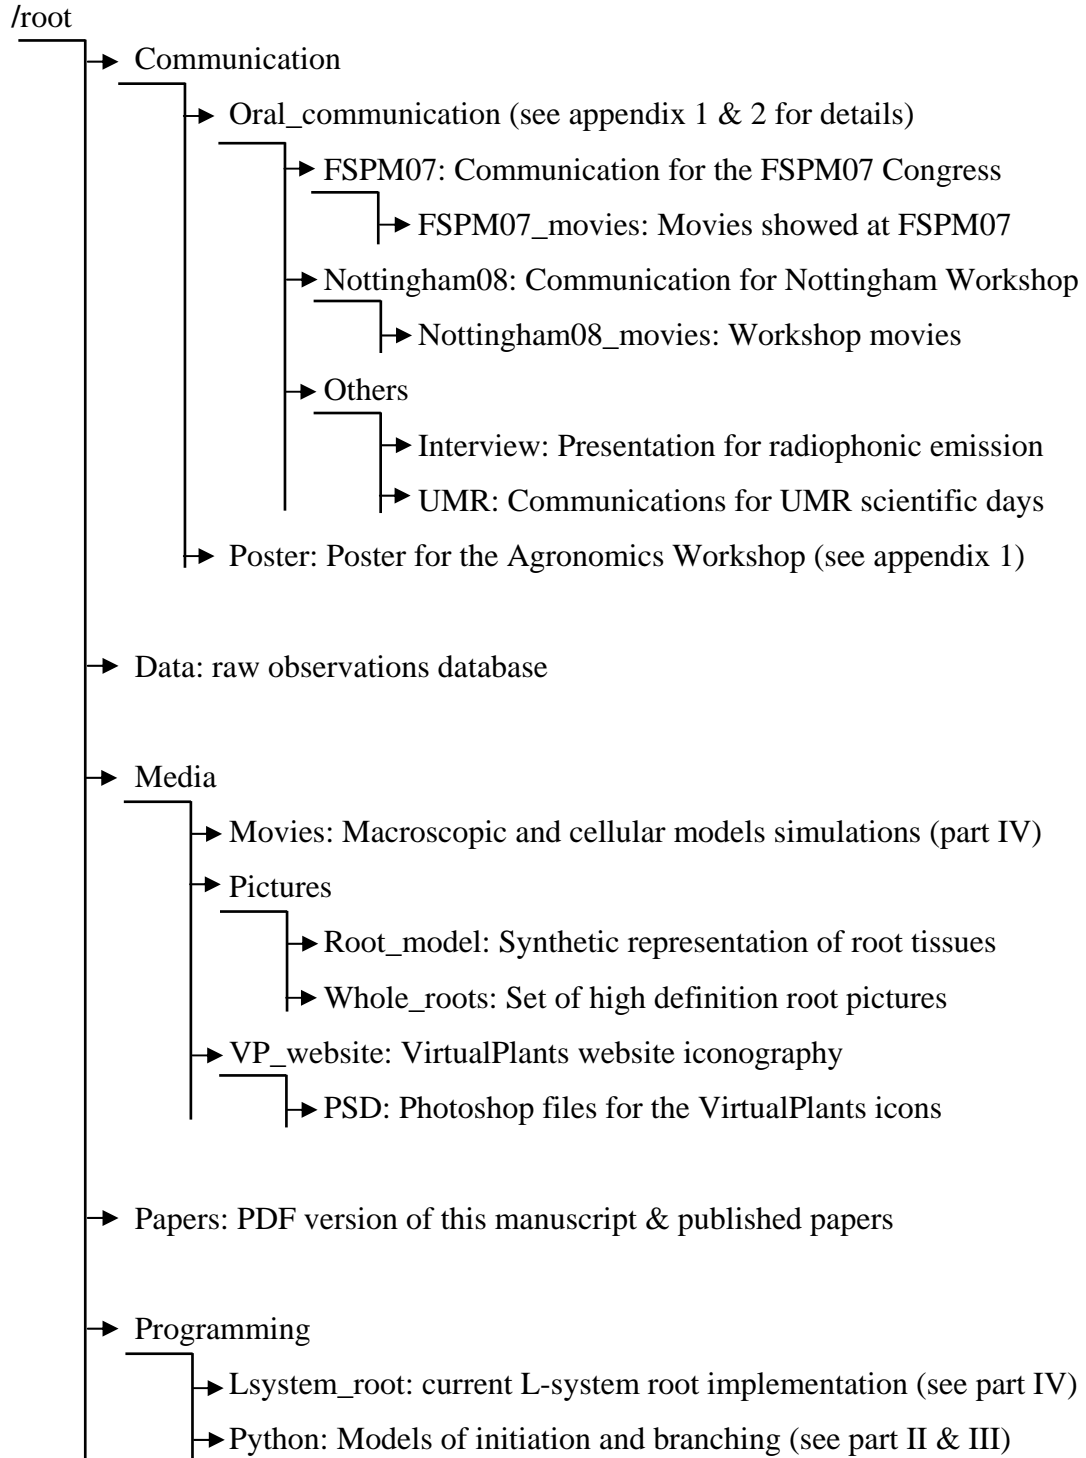 /root
Communication
Oral_communication (see appendix 1 & 2 for details)
FSPM07: Communication for the FSPM07 Congress
FSPM07_movies: Movies showed at FSPM07
Nottingham08: Communication for Nottingham Workshop
Nottingham08_movies: Workshop movies
Others
Interview: Presentation for radiophonic emission
UMR: Communications for UMR scientific days
Poster: Poster for the Agronomics Workshop (see appendix 1)
Data: raw observations database
Media
Movies: Macroscopic and cellular models simulations (part IV)
Pictures
Root_model: Synthetic representation of root tissues
Whole_roots: Set of high definition root pictures
VP_website: VirtualPlants website iconography
PSD: Photoshop files for the VirtualPlants icons
Papers: PDF version of this manuscript & published papers
Programming
Lsystem_root: current L-system root implementation (see part IV)
Python: Models of initiation and branching (see part II & III)